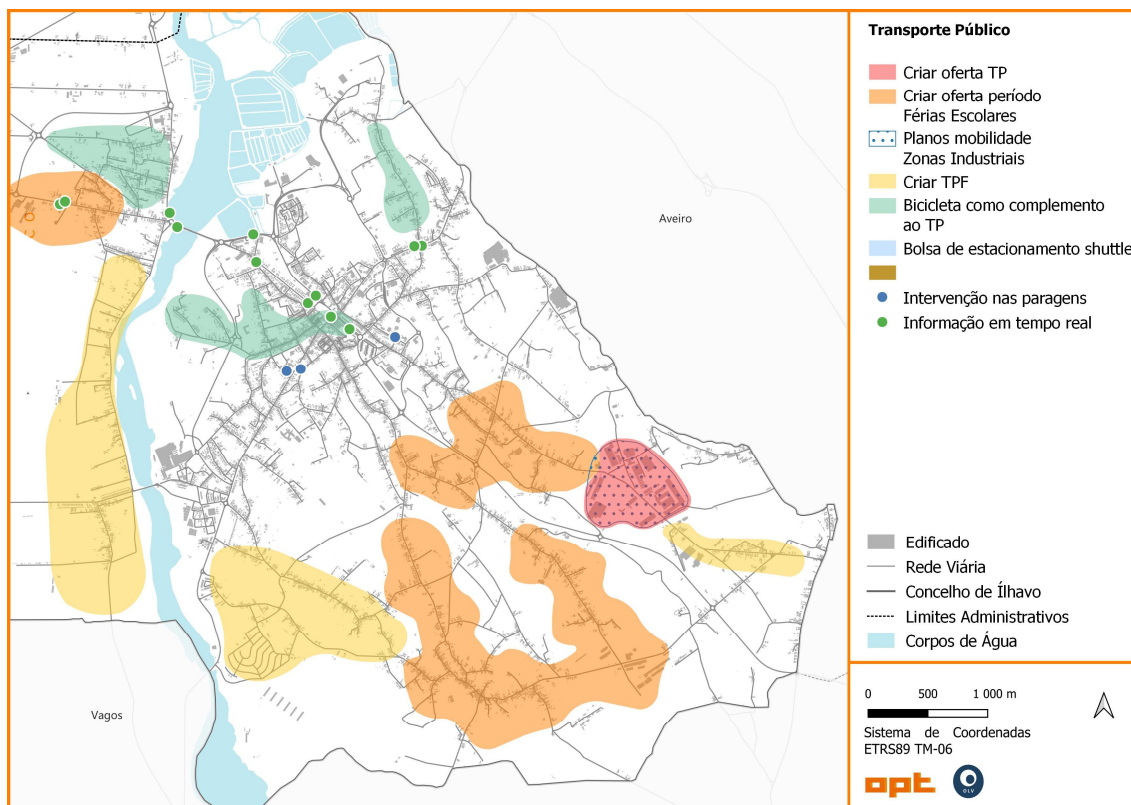 Transporte Público
Criar oferta TP
Criar oferta período
Férias Escolares
Planos mobilidade
Zonas Industriais
Criar TPF
Bicicleta como complemento
ao TP
Bolsa de estacionamento shuttle
Intervenção nas paragens
Informação em tempo real
Aveiro
Vagos
Edificado
Rede Viária
Concelho de Ílhavo
Limites Administrativos
Corpos de Água
0 500 1 000 m
Sistema de Coordenadas
ETRS89 TM-06
opt
OLV